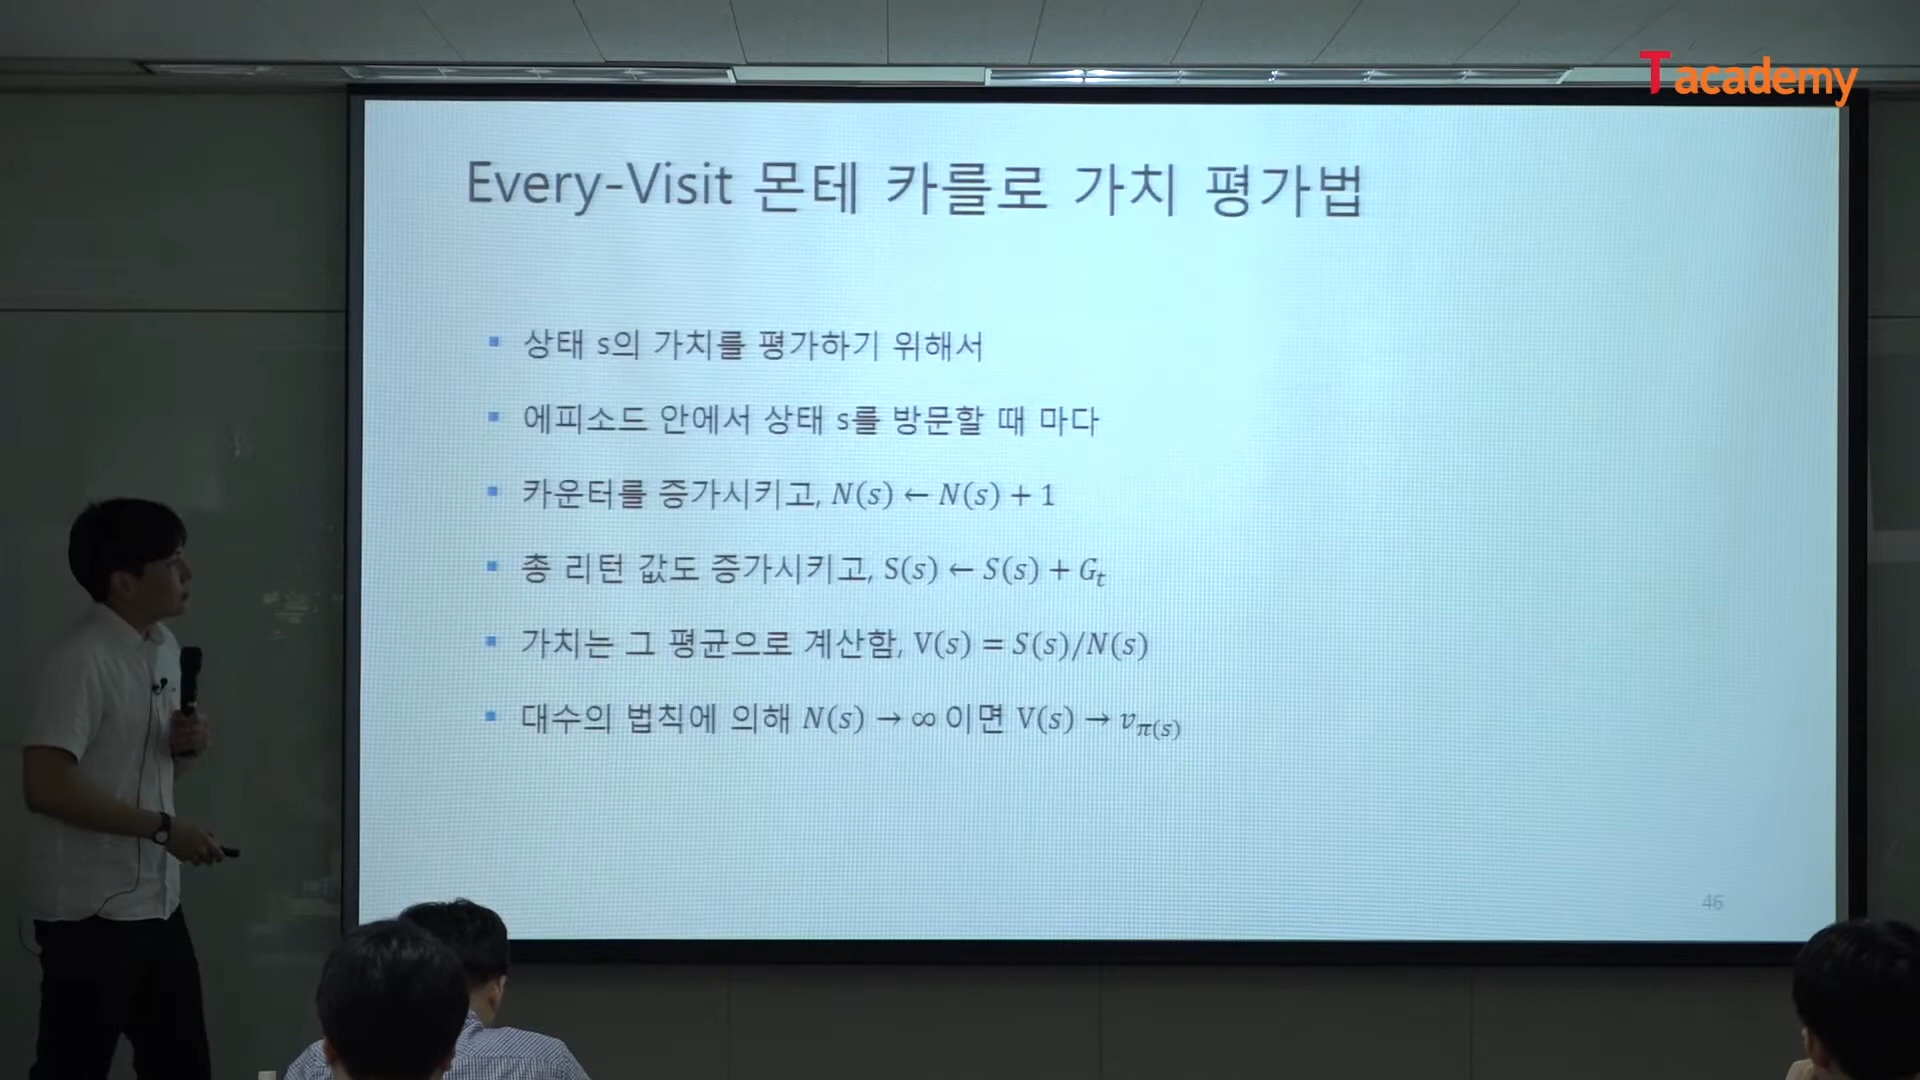 Tacademy
Every-Visit 몬테 카를로 가치 평가법
상태 s의 가치를 평가하기 위해서
에피소드 안에서 상태 s를 방문할 때 마다
카운터를 증가시키고, N(s) ← N(s) + 1
총 리턴 값도 증가시키고, S(s) ← S(s) + G_t
가치는 그 평균으로 계산함, V(s) = S(s)/N(s)
대수의 법칙에 의해 N(s) → ∞ 이면 V(s) → v_π(s)
46